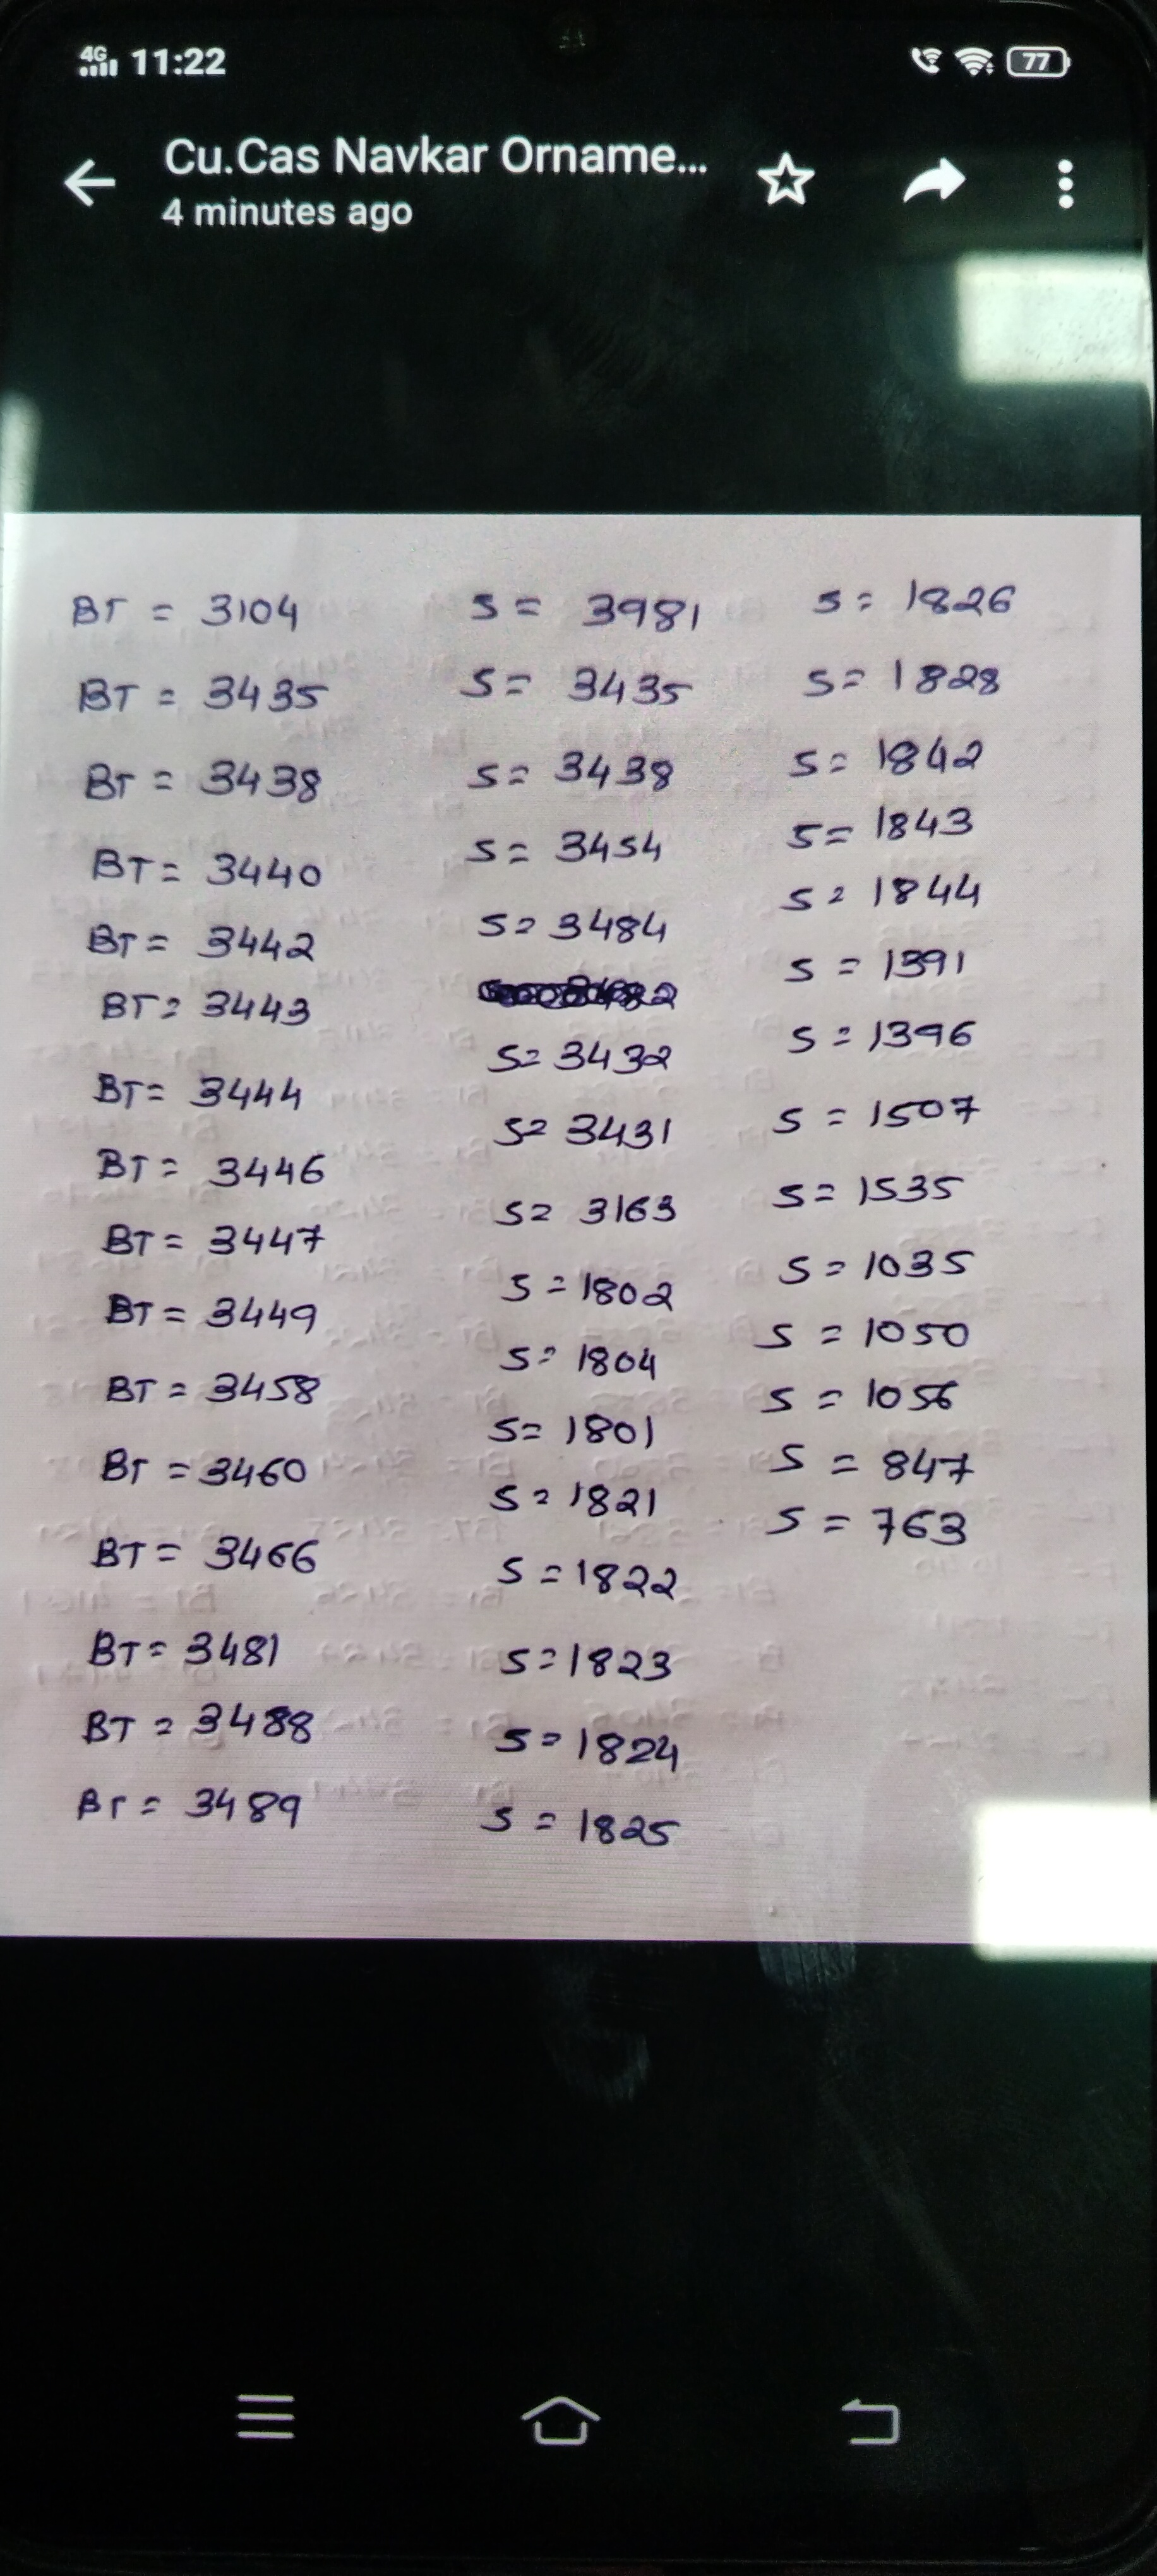 4G 11:22 77
Cu.Cas Navkar Orname...
4 minutes ago
BT = 3104
BT = 3435
BT = 3438
BT = 3440
BT = 3442
BT = 3443
BT = 3444
BT = 3446
BT = 3447
BT = 3449
BT = 3458
BT = 3460
BT = 3466
BT = 3481
BT = 3488
BT = 3489
S = 3981
S = 3435
S = 3438
S = 3454
S = 3484
S = 3432
S = 3431
S = 3163
S = 1802
S = 1804
S = 1801
S = 1821
S = 1822
S = 1823
S = 1824
S = 1825
S = 1826
S = 1828
S = 1842
S = 1843
S = 1844
S = 1391
S = 1396
S = 1507
S = 1535
S = 1035
S = 1050
S = 1056
S = 847
S = 763